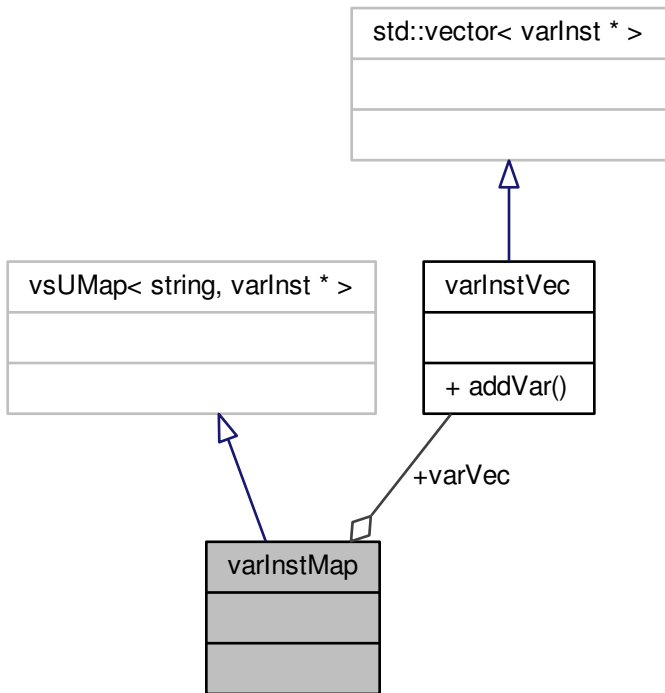 std::vector< varInst * >
vsUMap< string, varInst * >
varInstVec
+ addVar()
+varVec
varInstMap